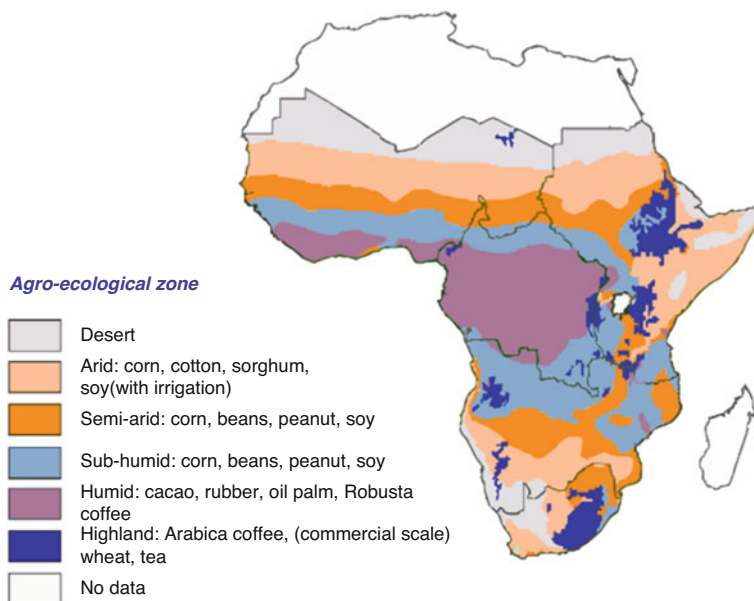 Agro-ecological zone
Desert
Arid: corn, cotton, sorghum,
soy(with irrigation)
Semi-arid: corn, beans, peanut, soy
Sub-humid: corn, beans, peanut, soy
Humid: cacao, rubber, oil palm, Robusta
coffee
Highland: Arabica coffee, (commercial scale)
wheat, tea
No data